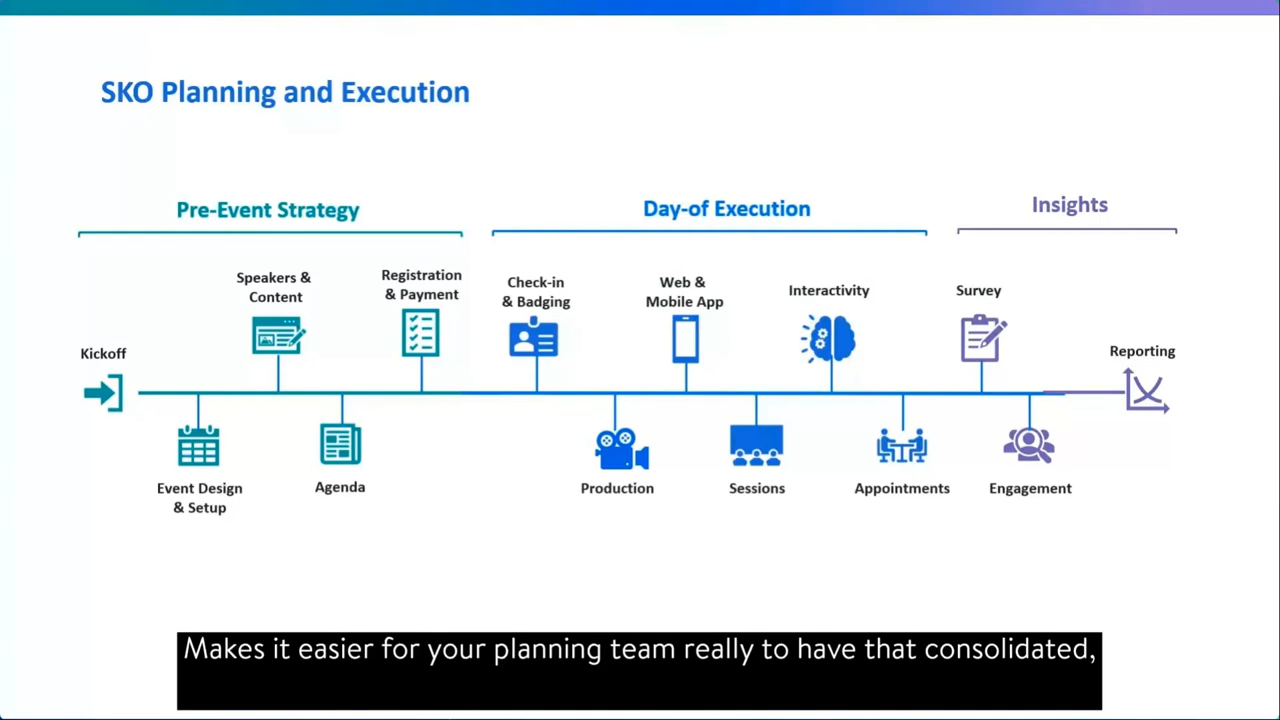 SKO Planning and Execution
Pre-Event Strategy
Day-of Execution
Insights
Kickoff
Speakers &
Content
Registration
& Payment
Check-in
& Badging
Web &
Mobile App
Interactivity
Survey
Reporting
Event Design
& Setup
Agenda
Production
Sessions
Appointments
Engagement
Makes it easier for your planning team really to have that consolidated,